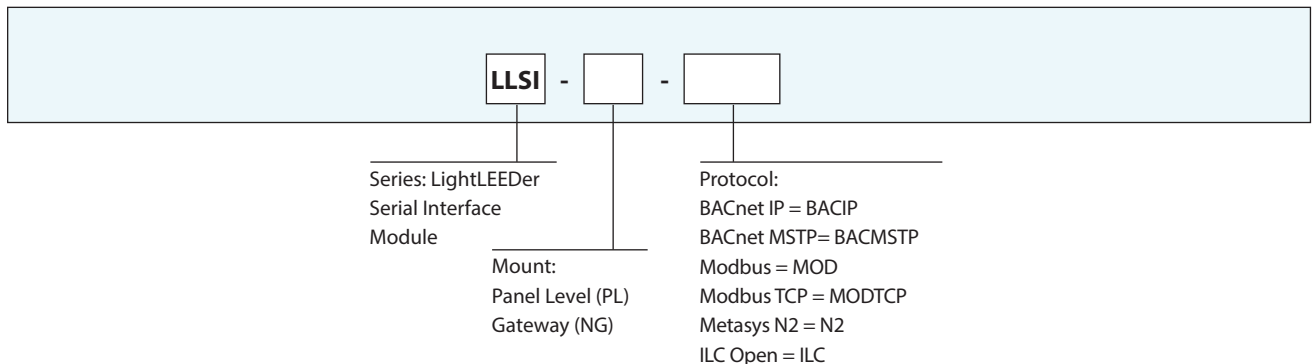 LLSI - -
Series: LightLEEDer
Serial Interface
Module
Mount:
Panel Level (PL)
Gateway (NG)
Protocol:
BACnet IP = BACIP
BACnet MSTP= BACMSTP
Modbus = MOD
Modbus TCP = MODTCP
Metasys N2 = N2
ILC Open = ILC